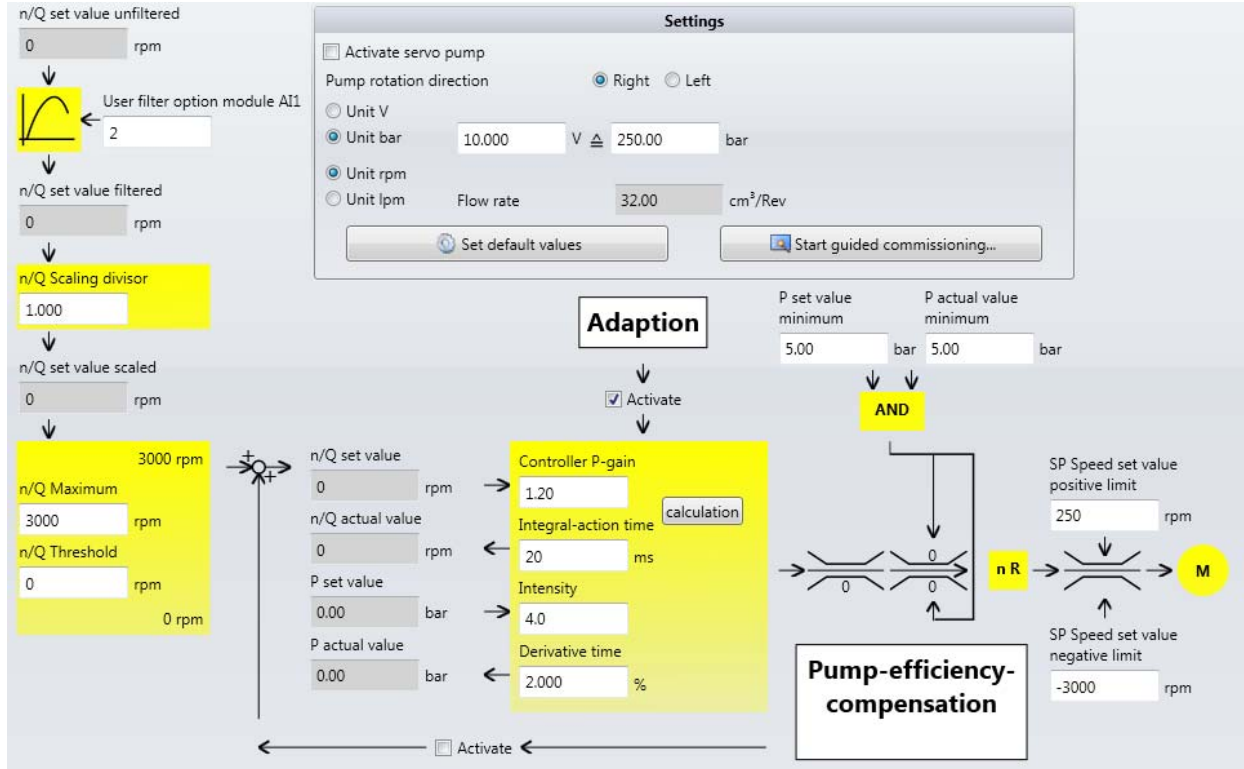 n/Q set value unfiltered
0 rpm
User filter option module AI1
2
n/Q set value filtered
0 rpm
n/Q Scaling divisor
1.000
n/Q set value scaled
0 rpm
3000 rpm
n/Q Maximum
3000 rpm
n/Q Threshold
0 rpm
0 rpm
Settings
Activate servo pump
Pump rotation direction Right Left
Unit V
Unit bar 10.000 V ≙ 250.00 bar
Unit rpm
Unit lpm Flow rate 32.00 cm³/Rev
Set default values Start guided commissioning...
Adaption
Activate
P set value
minimum
5.00 bar
P actual value
minimum
5.00 bar
AND
+
+
n/Q set value
0 rpm
n/Q actual value
0 rpm
P set value
0.00 bar
P actual value
0.00 bar
Controller P-gain
1.20
calculation
Integral-action time
20 ms
Intensity
4.0
Derivative time
2.000 %
0
0
0
n R
SP Speed set value
positive limit
250 rpm
M
SP Speed set value
negative limit
-3000 rpm
Pump-efficiency-
compensation
Activate